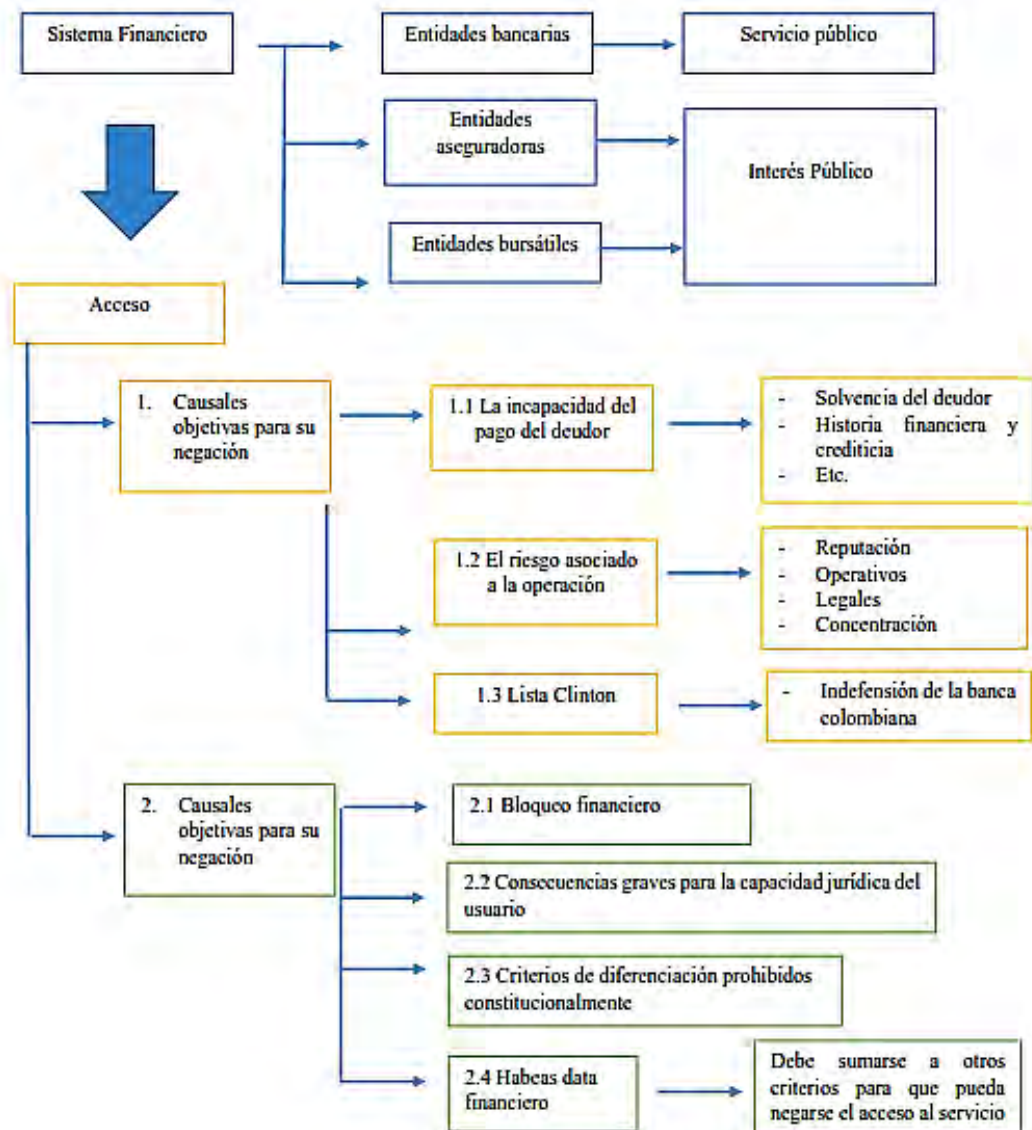 Sistema Financiero
Entidades bancarias
Servicio público
Entidades
aseguradoras
Interés Público
Entidades bursátiles
Acceso
1. Causales
objetivas para su
negación
1.1 La incapacidad del
pago del deudor
- Solvencia del deudor
- Historia financiera y
crediticia
- Etc.
1.2 El riesgo asociado
a la operación
- Reputación
- Operativos
- Legales
- Concentración
1.3 Lista Clinton
- Indefensión de la banca
colombiana
2. Causales
objetivas para su
negación
2.1 Bloqueo financiero
2.2 Consecuencias graves para la capacidad jurídica del
usuario
2.3 Criterios de diferenciación prohibidos
constitucionalmente
2.4 Habeas data
financiero
Debe sumarse a otros
criterios para que pueda
negarse el acceso al servicio